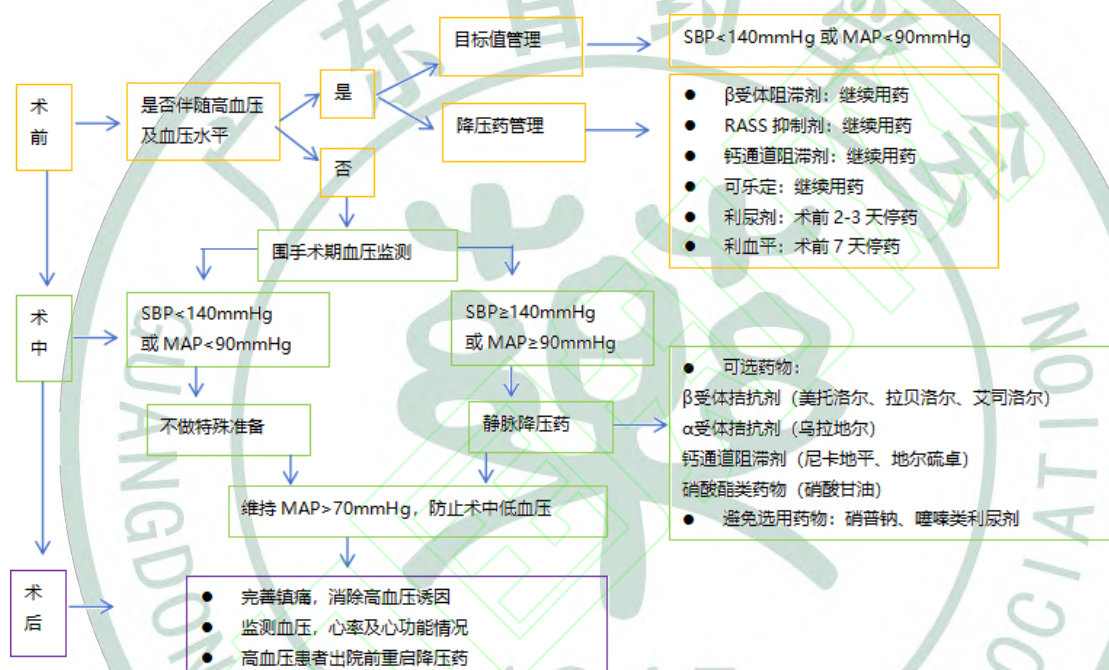 目标值管理
SBP<140mmHg 或 MAP<90mmHg
术
前
是否伴随高血压
及血压水平
是
否
降压药管理
● β受体阻滞剂：继续用药
● RASS 抑制剂：继续用药
● 钙通道阻滞剂：继续用药
● 可乐定：继续用药
● 利尿剂：术前 2-3 天停药
● 利血平：术前 7 天停药
围手术期血压监测
术
中
SBP<140mmHg
或 MAP<90mmHg
SBP≥140mmHg
或 MAP≥90mmHg
不做特殊准备
静脉降压药
● 可选药物：
β受体拮抗剂（美托洛尔、拉贝洛尔、艾司洛尔）
α受体拮抗剂（乌拉地尔）
钙通道阻滞剂（尼卡地平、地尔硫卓）
硝酸酯类药物（硝酸甘油）
● 避免选用药物：硝普钠、噻嗪类利尿剂
维持 MAP>70mmHg，防止术中低血压
术
后
● 完善镇痛，消除高血压诱因
● 监测血压，心率及心功能情况
● 高血压患者出院前重启降压药
广东省药学会
GUANGDON
OCIATION